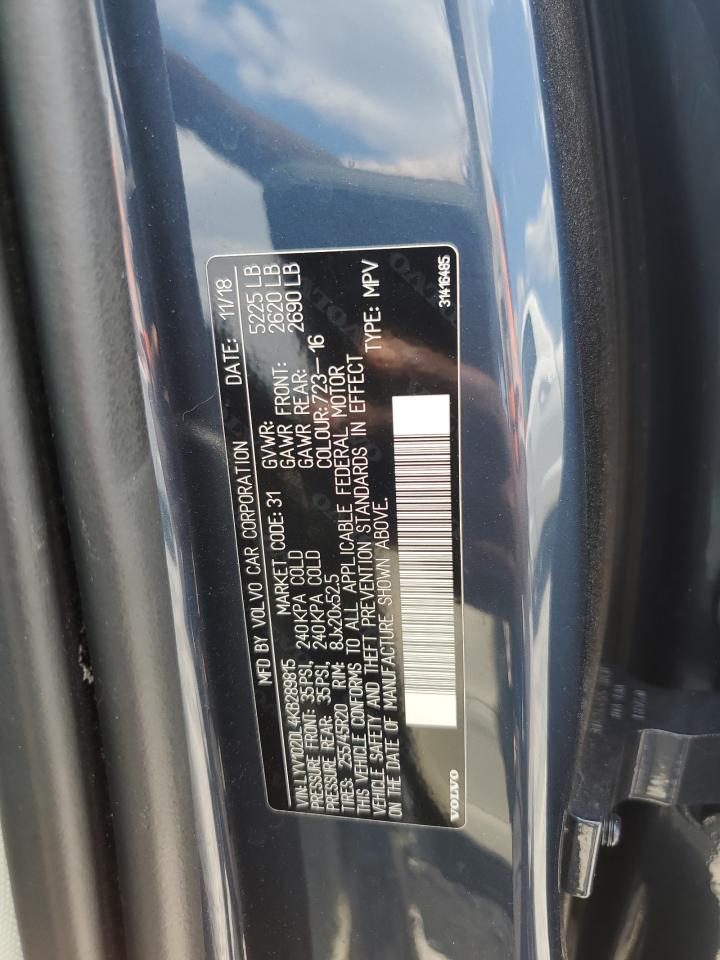 MFD BY VOLVO CAR CORPORATION DATE: 11/18
VIN: LYV102DL4KB289815 MARKET CODE: 31 GVWR: 5225 LB
PRESSURE FRONT: 35PSI, 240KPA COLD GAWR FRONT: 2620 LB
PRESSURE REAR: 35PSI, 240KPA COLD GAWR REAR: 2690 LB
TIRES: 255/45R20 RIM: 8Jx20x52.5 COLOUR: 723-16
THIS VEHICLE CONFORMS TO ALL APPLICABLE FEDERAL MOTOR
VEHICLE SAFETY AND THEFT PREVENTION STANDARDS IN EFFECT
ON THE DATE OF MANUFACTURE SHOWN ABOVE. TYPE: MPV
VOLVO 31416485